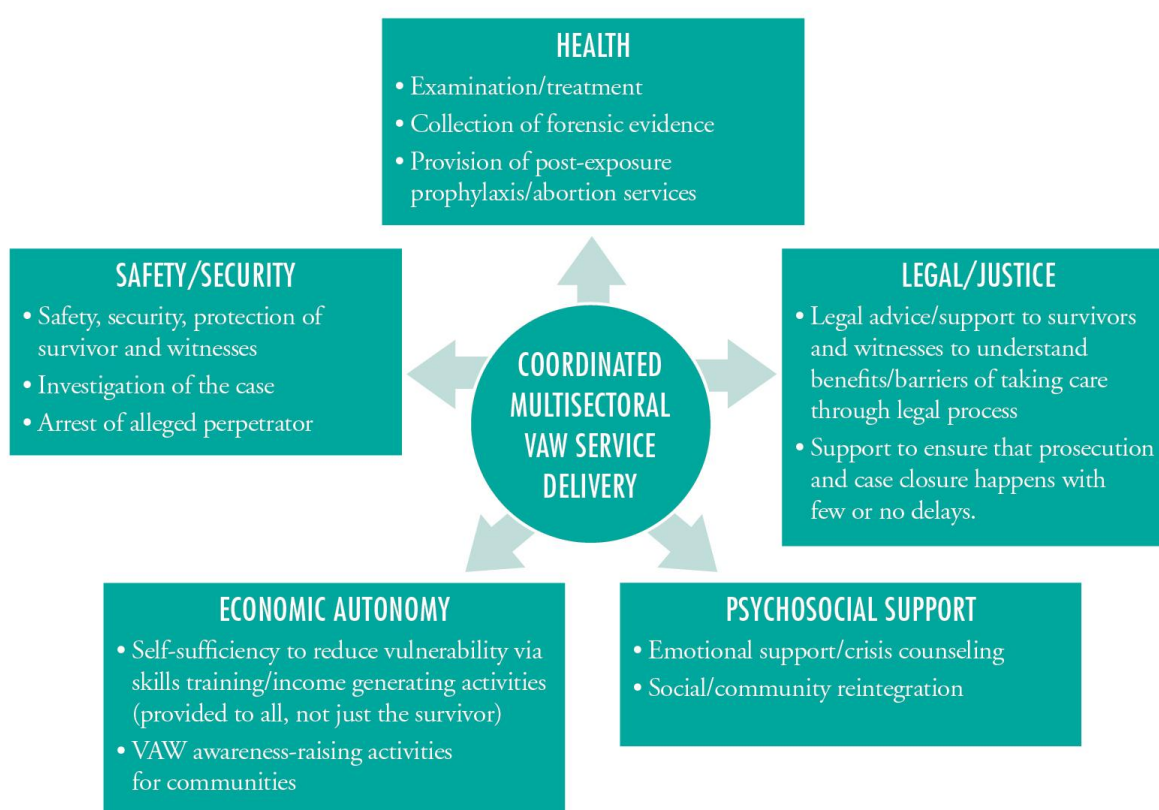 HEALTH
• Examination/treatment
• Collection of forensic evidence
• Provision of post-exposure
prophylaxis/abortion services
SAFETY/SECURITY
• Safety, security, protection of
survivor and witnesses
• Investigation of the case
• Arrest of alleged perpetrator
COORDINATED
MULTISECTORAL
VAW SERVICE
DELIVERY
LEGAL/JUSTICE
• Legal advice/support to survivors
and witnesses to understand
benefits/barriers of taking care
through legal process
• Support to ensure that prosecution
and case closure happens with
few or no delays.
ECONOMIC AUTONOMY
• Self-sufficiency to reduce vulnerability via
skills training/income generating activities
(provided to all, not just the survivor)
• VAW awareness-raising activities
for communities
PSYCHOSOCIAL SUPPORT
• Emotional support/crisis counseling
• Social/community reintegration